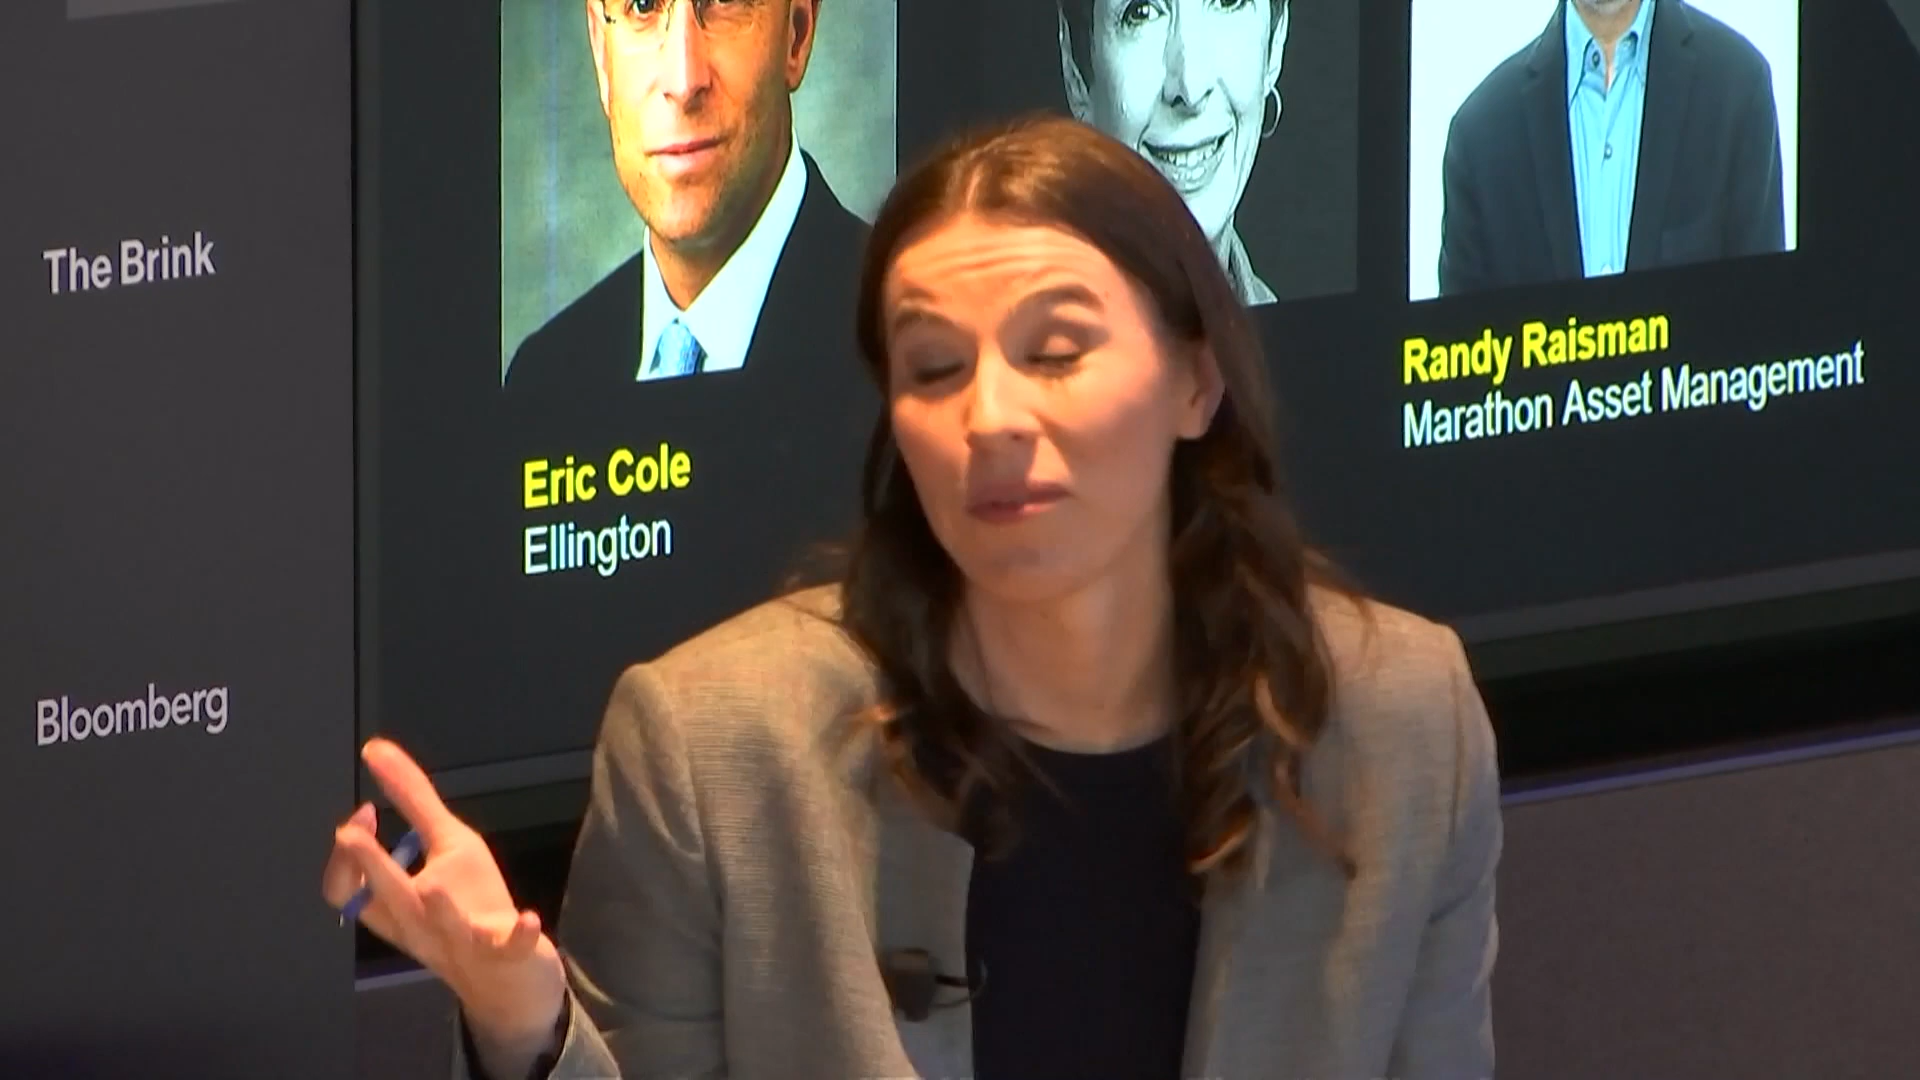 The Brink
Bloomberg
Eric Cole
Ellington
Randy Raisman
Marathon Asset Management